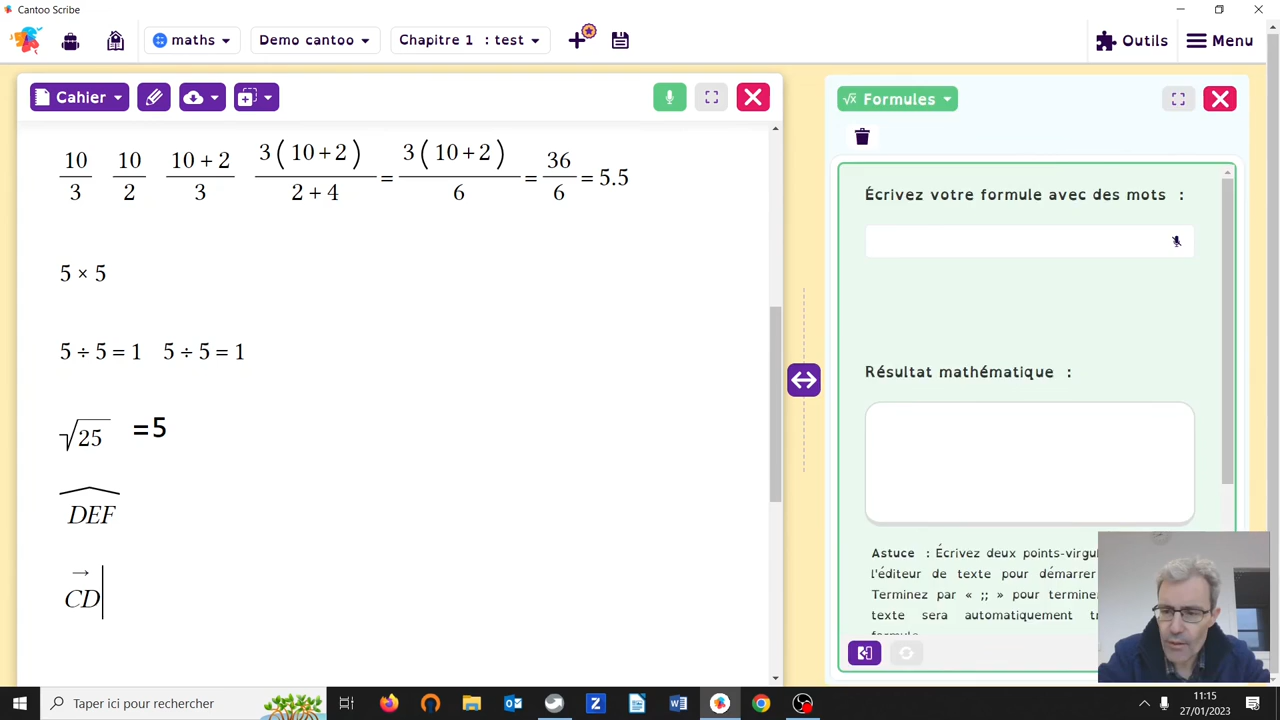 Cantoo Scribe
maths Demo cantoo Chapitre 1 : test Outils Menu
Cahier
Formules
10/3 10/2 (10 + 2)/3 3 ( 10 + 2 )/(2 + 4) = 3 ( 10 + 2 )/6 = 36/6 = 5.5
5 × 5
5 ÷ 5 = 1 5 ÷ 5 = 1
√25 =5
DEF
→
CD
√x
Écrivez votre formule avec des mots :
Résultat mathématique :
Astuce : Écrivez deux
l'éditeur de texte pour démarrer
Terminez par « ;; » pour
texte sera automatiquement
Taper ici pour rechercher
11:15
27/01/2023